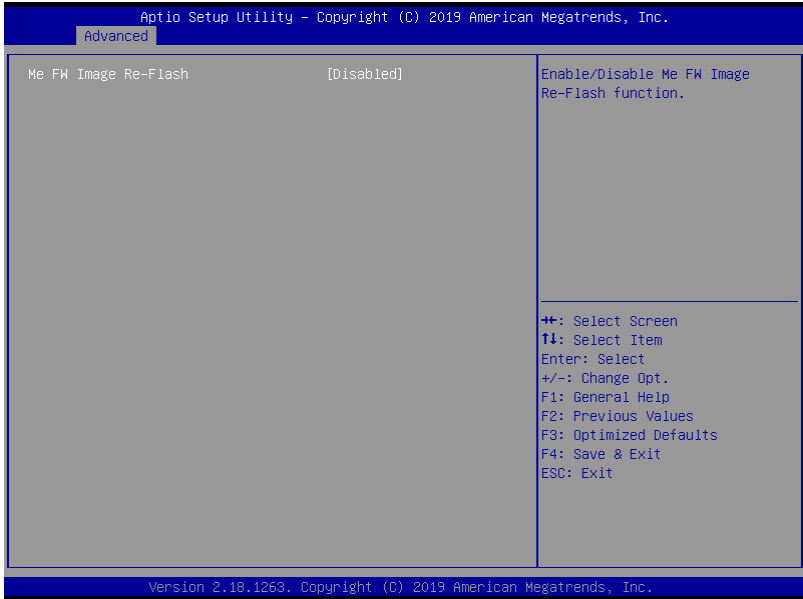 Aptio Setup Utility – Copyright (C) 2019 American Megatrends, Inc.
Advanced
Me FW Image Re-Flash [Disabled]
Enable/Disable Me FW Image
Re-Flash function.
→←: Select Screen
↑↓: Select Item
Enter: Select
+/-: Change Opt.
F1: General Help
F2: Previous Values
F3: Optimized Defaults
F4: Save & Exit
ESC: Exit
Version 2.18.1263. Copyright (C) 2019 American Megatrends, Inc.